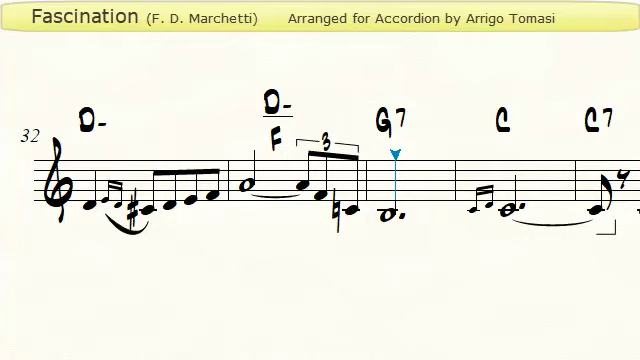 Fascination (F. D. Marchetti) Arranged for Accordion by Arrigo Tomasi
D- D- G7 C C7
F
32
3